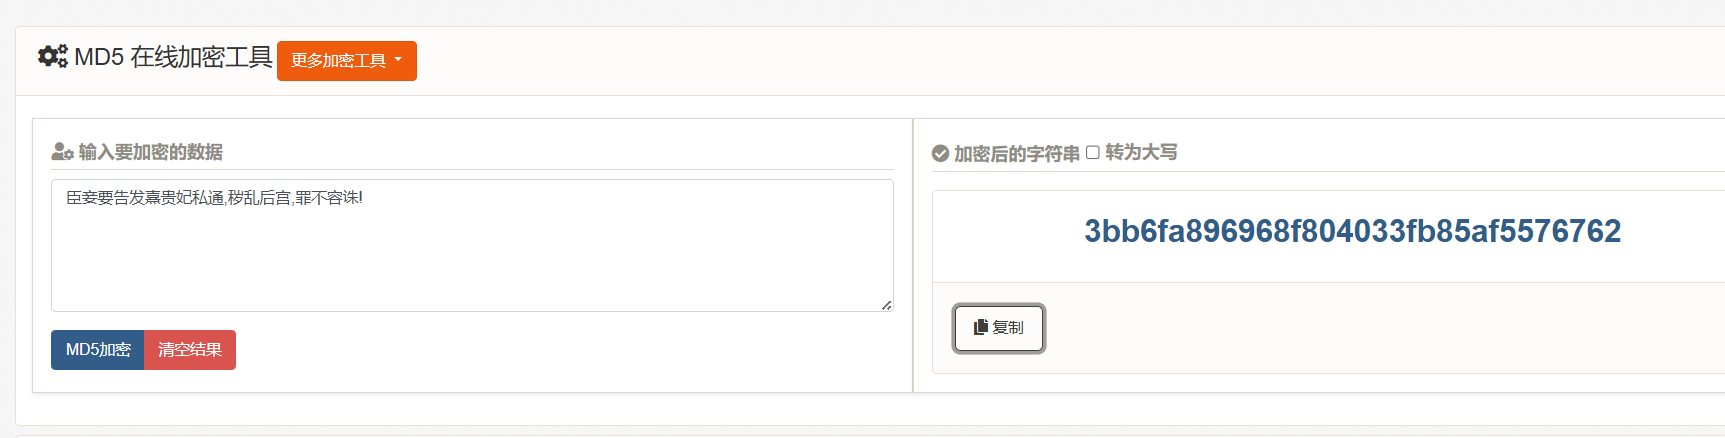 MD5 在线加密工具 更多加密工具
输入要加密的数据
臣妾要告发熹贵妃私通,秽乱后宫,罪不容诛!
MD5加密 清空结果
加密后的字符串 转为大写
3bb6fa896968f804033fb85af5576762
复制